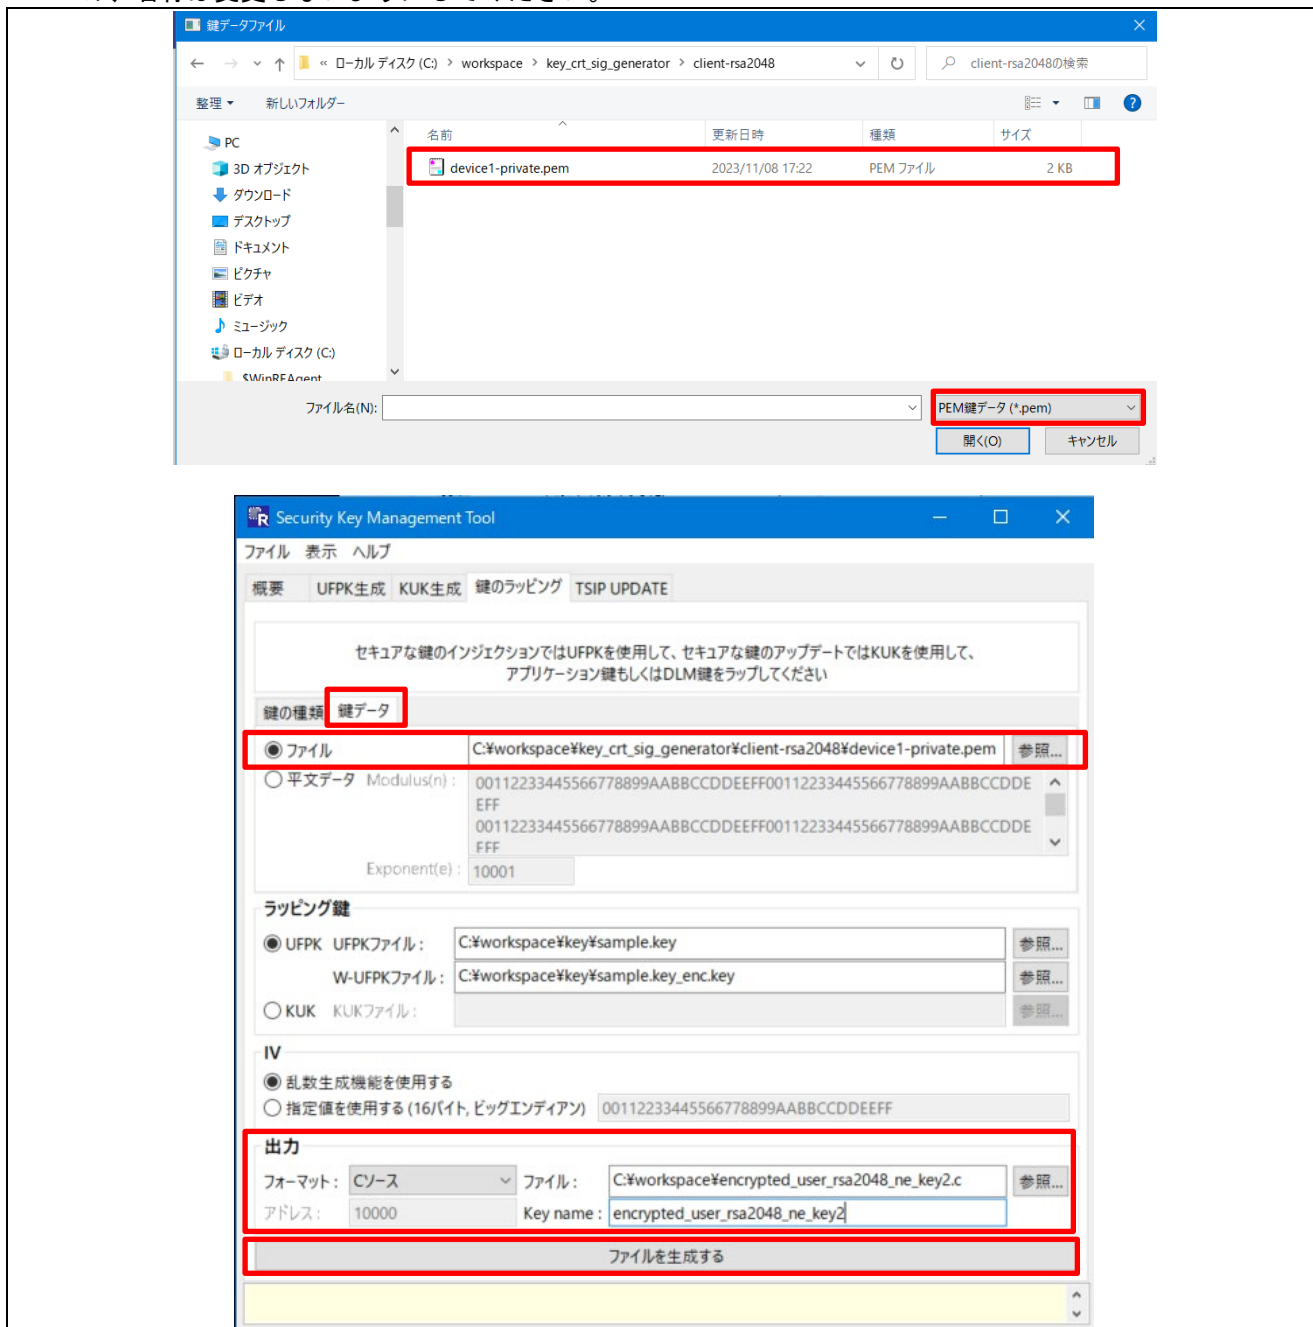 鍵データファイル
« ローカル ディスク (C:) › workspace › key_crt_sig_generator › client-rsa2048
client-rsa2048の検索
整理 新しいフォルダー
名前 更新日時 種類 サイズ
device1-private.pem 2023/11/08 17:22 PEM ファイル 2 KB
PC
3D オブジェクト
ダウンロード
デスクトップ
ドキュメント
ピクチャ
ビデオ
ミュージック
ローカル ディスク (C:)
$WinREAgent
ファイル名(N): PEM鍵データ (*.pem)
開く(O) キャンセル
Security Key Management Tool
ファイル 表示 ヘルプ
概要 UFPK生成 KUK生成 鍵のラッピング TSIP UPDATE
セキュアな鍵のインジェクションではUFPKを使用して、セキュアな鍵のアップデートではKUKを使用して、
アプリケーション鍵もしくはDLM鍵をラップしてください
鍵の種類 鍵データ
ファイル C:¥workspace¥key_crt_sig_generator¥client-rsa2048¥device1-private.pem 参照...
平文データ Modulus(n) : 00112233445566778899AABBCCDDEEFF00112233445566778899AABBCCDDE
EFF
00112233445566778899AABBCCDDEEFF00112233445566778899AABBCCDDE
EFF
Exponent(e) : 10001
ラッピング鍵
UFPK UFPKファイル : C:¥workspace¥key¥sample.key 参照...
W-UFPKファイル : C:¥workspace¥key¥sample.key_enc.key 参照...
KUK KUKファイル : 参照...
IV
乱数生成機能を使用する
指定値を使用する (16バイト, ビッグエンディアン) 00112233445566778899AABBCCDDEEFF
出力
フォーマット : Cソース ファイル : C:¥workspace¥encrypted_user_rsa2048_ne_key2.c 参照...
アドレス : 10000 Key name : encrypted_user_rsa2048_ne_key2
ファイルを生成する